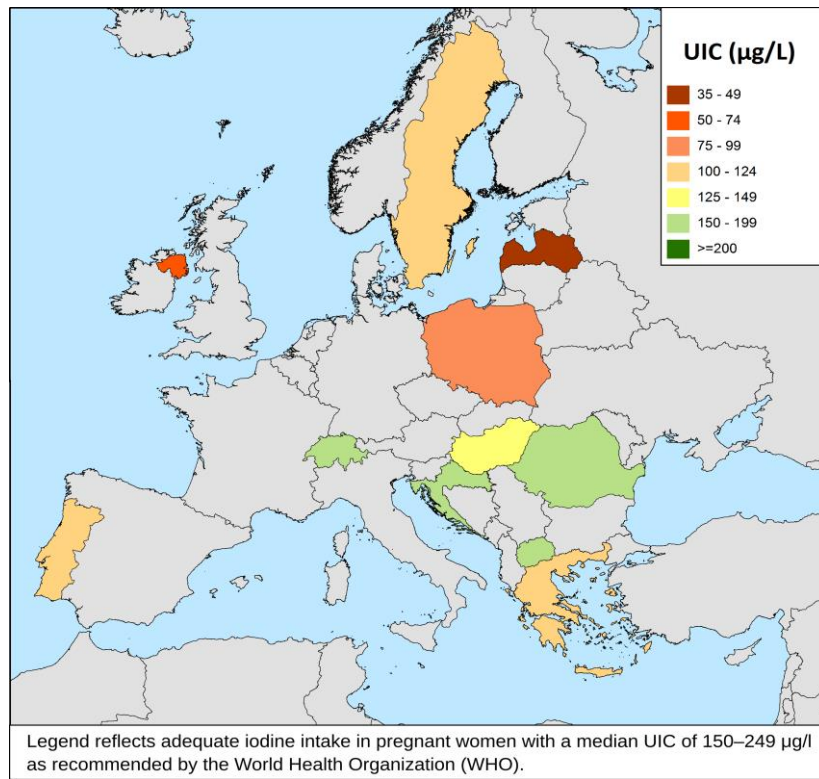 UIC (µg/L)
35 - 49
50 - 74
75 - 99
100 - 124
125 - 149
150 - 199
>=200
Legend reflects adequate iodine intake in pregnant women with a median UIC of 150–249 µg/l
as recommended by the World Health Organization (WHO).